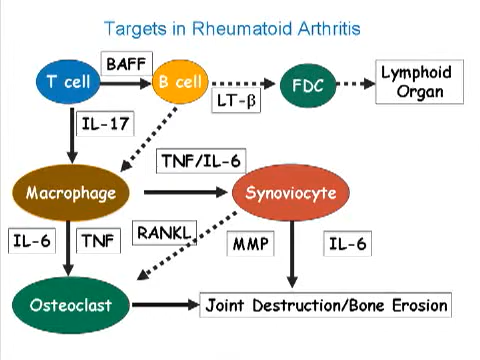 Targets in Rheumatoid Arthritis
T cell
BAFF
B cell
LT-β
FDC
Lymphoid
Organ
IL-17
TNF/IL-6
Macrophage
Synoviocyte
IL-6
TNF
RANKL
MMP
IL-6
Osteoclast
Joint Destruction/Bone Erosion